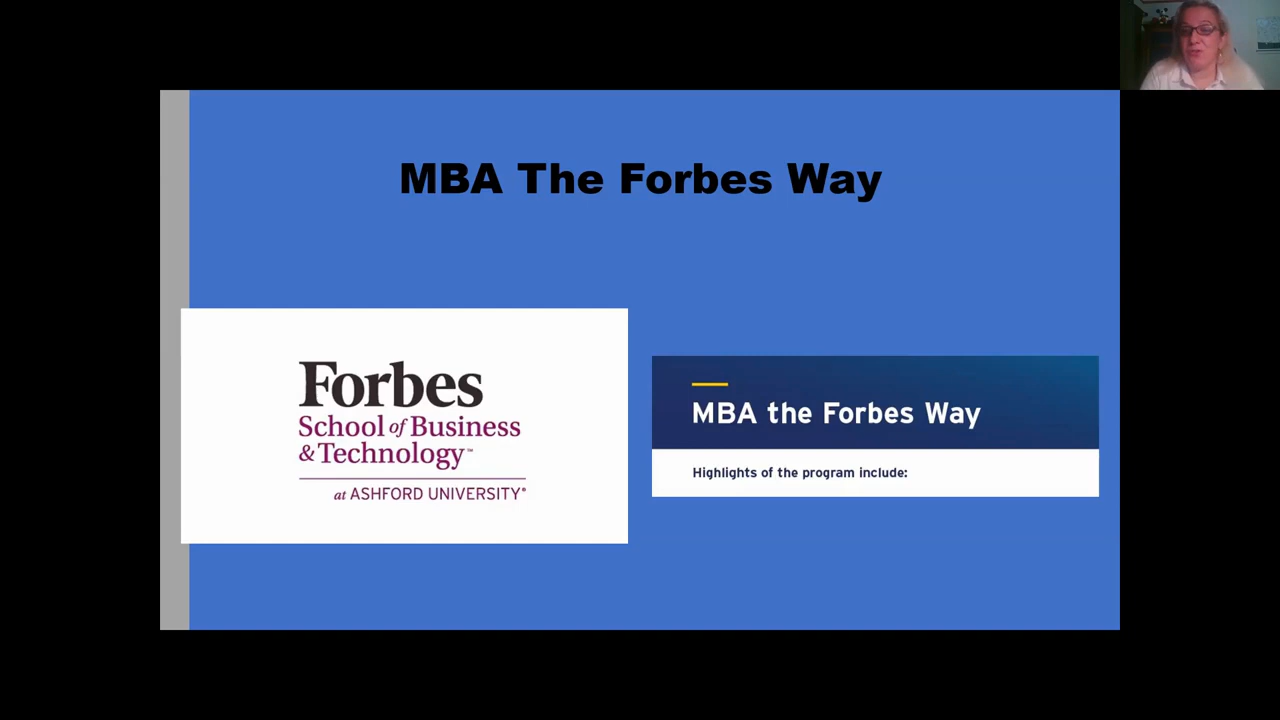 MBA The Forbes Way
Forbes
School of Business
& Technology™
at ASHFORD UNIVERSITY®
MBA the Forbes Way
Highlights of the program include: